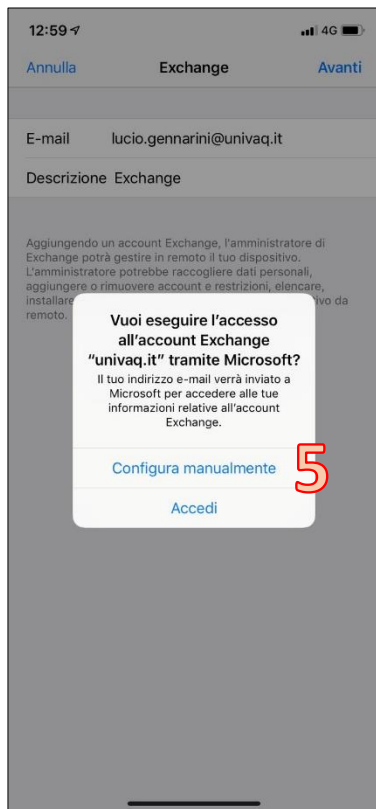 12:59 4G
Annulla Exchange Avanti
E-mail lucio.gennarini@univaq.it
Descrizione Exchange
Aggiungendo un account Exchange, l'amministratore di
Exchange potrà gestire in remoto il tuo dispositivo.
L'amministratore potrebbe raccogliere dati personali,
aggiungere o rimuovere account e restrizioni, elencare,
installare
remoto.
Vuoi eseguire l'accesso
all'account Exchange
“univaq.it” tramite Microsoft?
Il tuo indirizzo e-mail verrà inviato a
Microsoft per accedere alle tue
informazioni relative all'account
Exchange.
Configura manualmente 5
Accedi